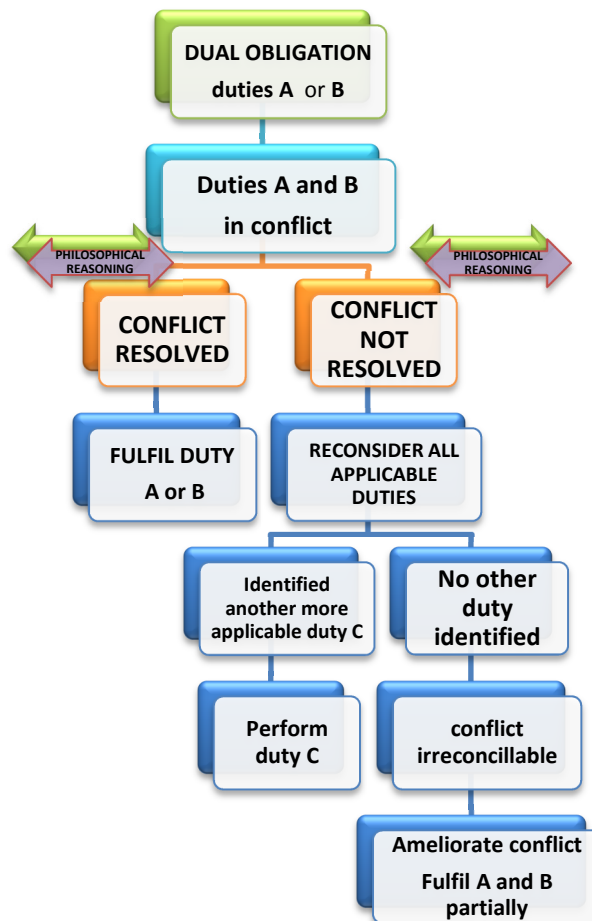 DUAL OBLIGATION
duties A or B
Duties A and B
in conflict
PHILOSOPHICAL
REASONING
PHILOSOPHICAL
REASONING
CONFLICT
RESOLVED
CONFLICT
NOT
RESOLVED
FULFIL DUTY
A or B
RECONSIDER ALL
APPLICABLE
DUTIES
Identified
another more
applicable duty C
No other
duty
identified
Perform
duty C
conflict
irreconcillable
Ameliorate conflict
Fulfil A and B
partially